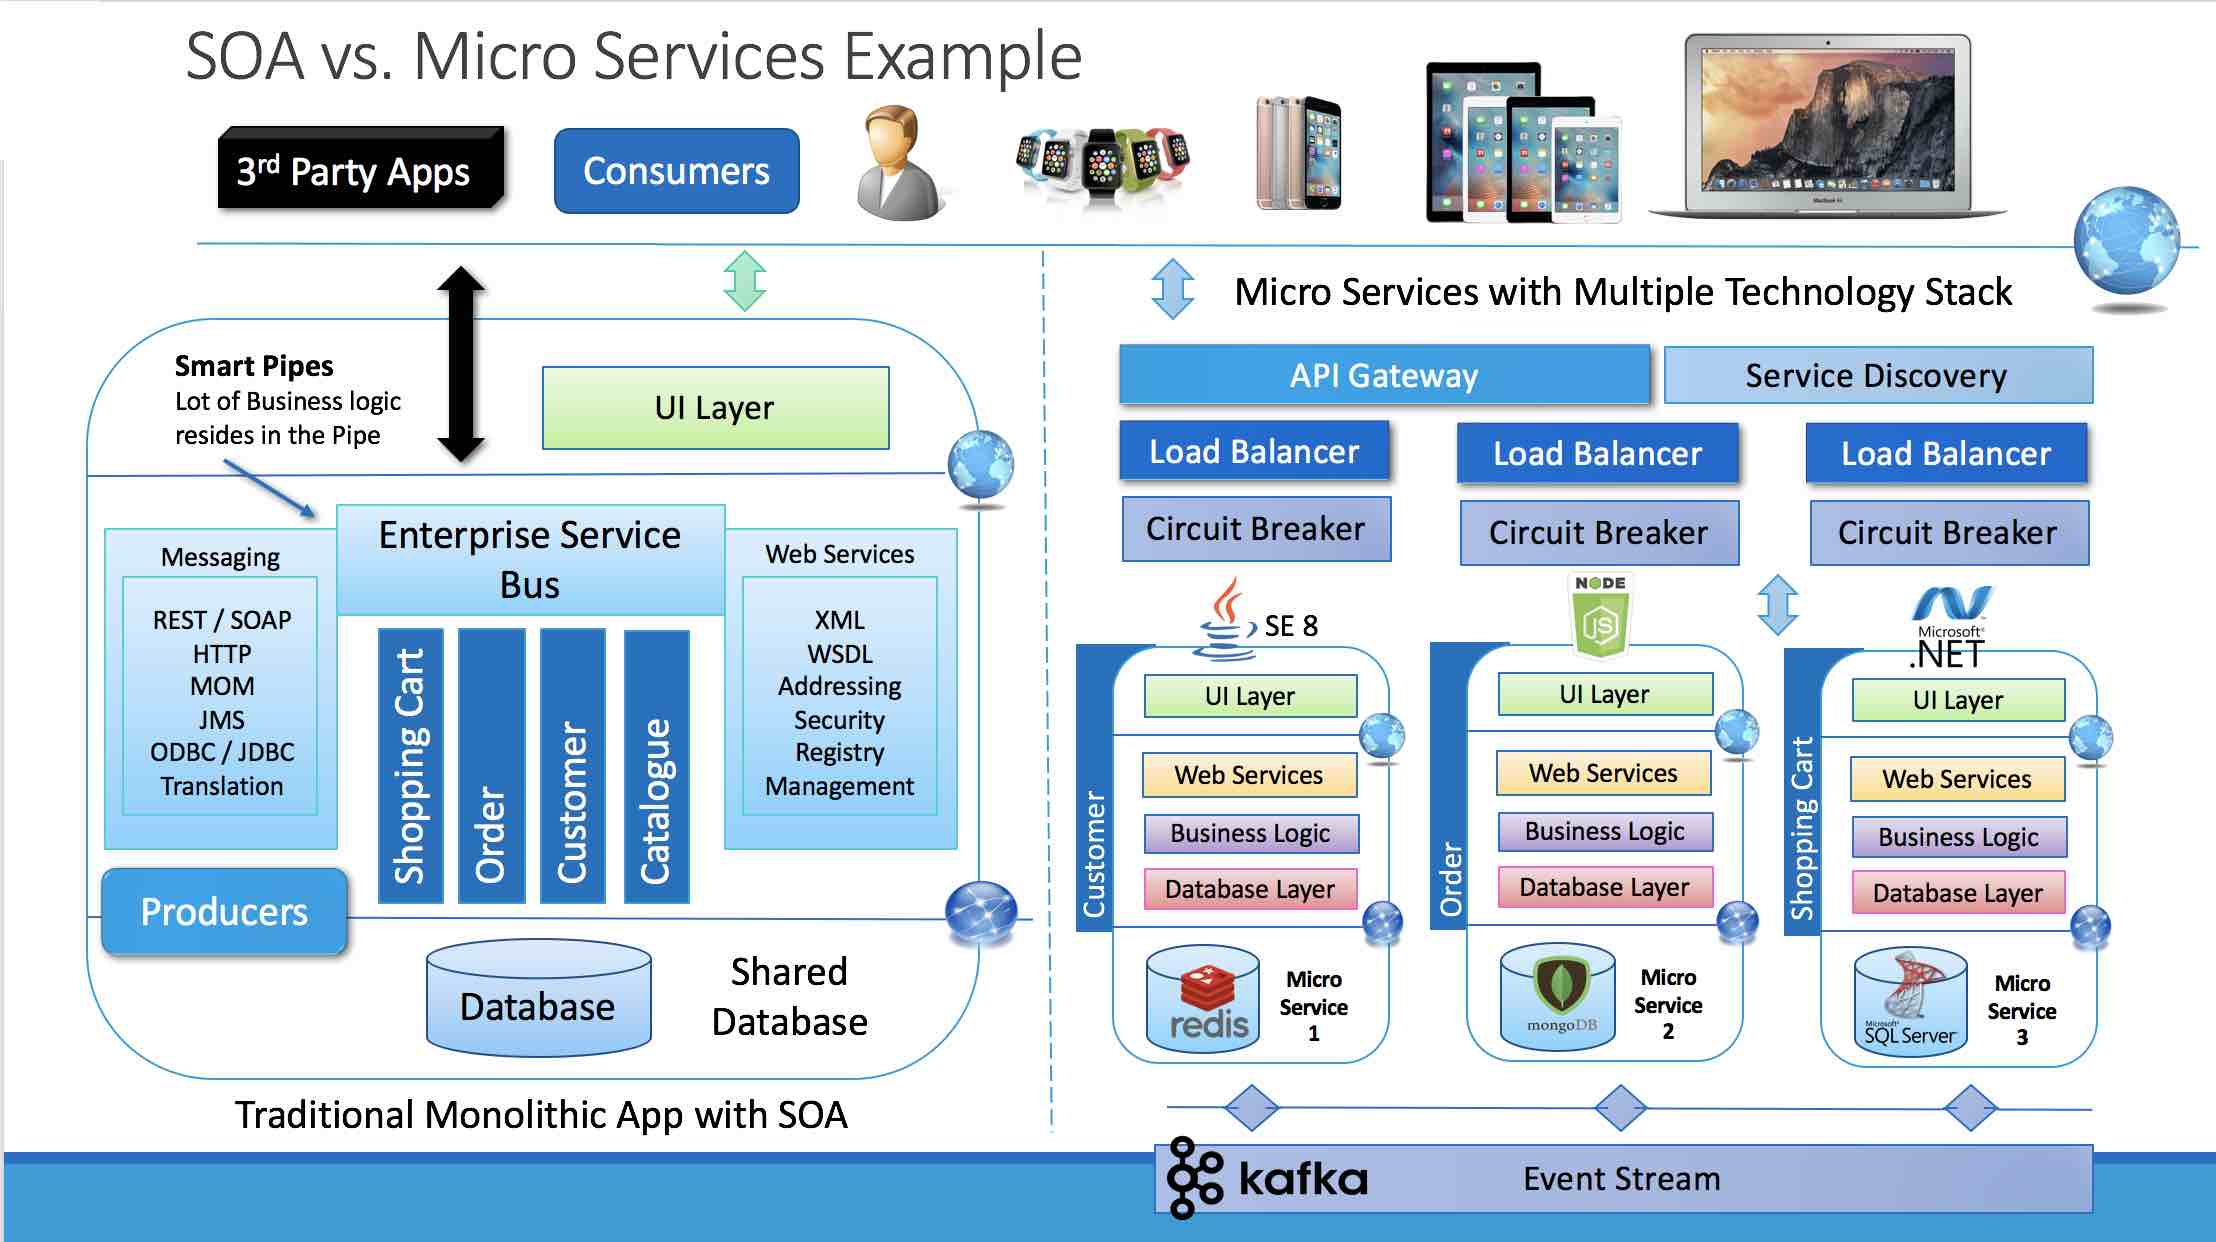 SOA vs. Micro Services Example
3rd Party Apps
Consumers
Smart Pipes
Lot of Business logic
resides in the Pipe
UI Layer
Messaging
REST / SOAP
HTTP
MOM
JMS
ODBC / JDBC
Translation
Enterprise Service
Bus
Web Services
XML
WSDL
Addressing
Security
Registry
Management
Shopping Cart
Order
Customer
Catalogue
Producers
Database
Shared
Database
Traditional Monolithic App with SOA
Micro Services with Multiple Technology Stack
API Gateway
Service Discovery
Load Balancer
Load Balancer
Load Balancer
Circuit Breaker
Circuit Breaker
Circuit Breaker
SE 8
Customer
UI Layer
Web Services
Business Logic
Database Layer
redis
Micro
Service
1
NODE
JS
Order
UI Layer
Web Services
Business Logic
Database Layer
mongoDB
Micro
Service
2
Microsoft
.NET
Shopping Cart
UI Layer
Web Services
Business Logic
Database Layer
Microsoft
SQL Server
Micro
Service
3
kafka
Event Stream